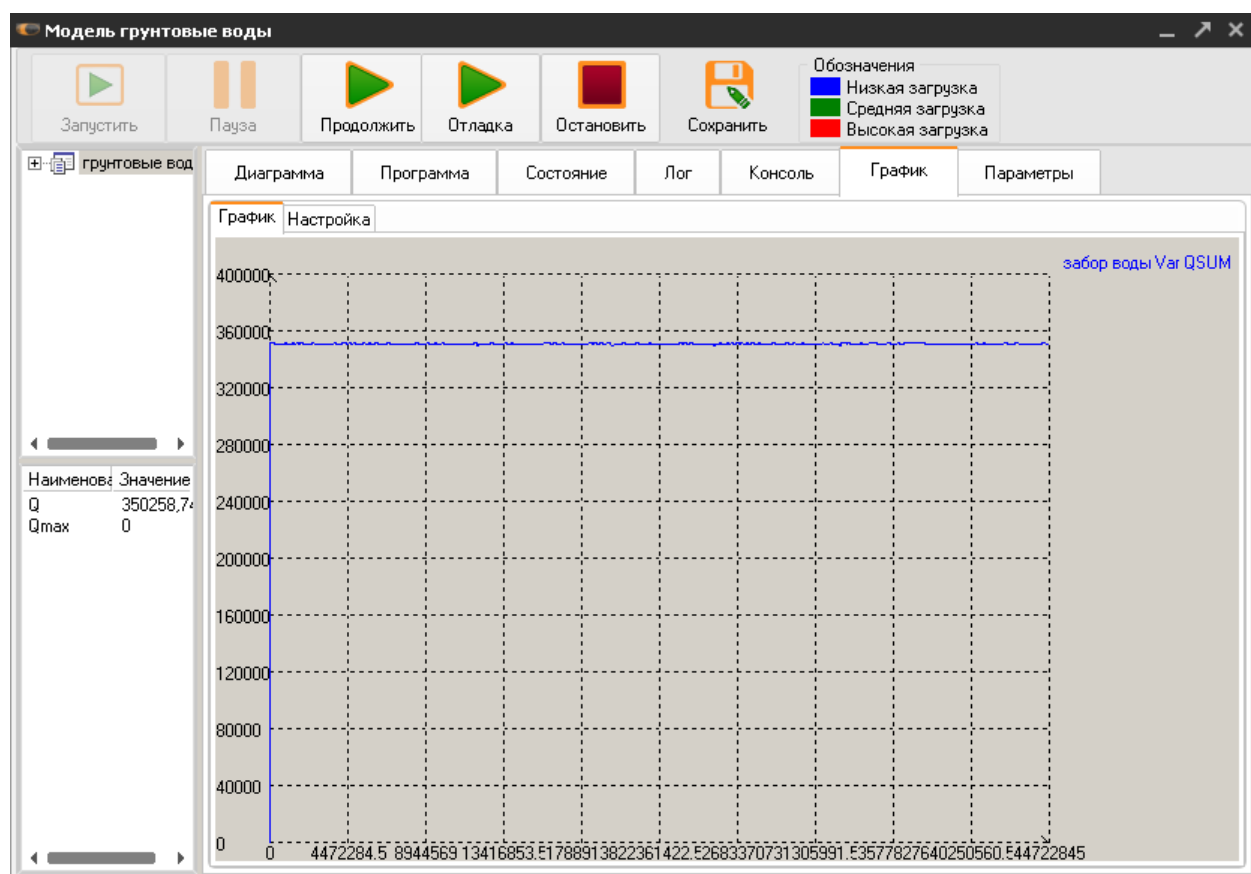 Модель грунтовые воды
Запустить Пауза Продолжить Отладка Остановить Сохранить
Обозначения
Низкая загрузка
Средняя загрузка
Высокая загрузка
грунтовые вод
Диаграмма Программа Состояние Лог Консоль График Параметры
График Настройка
забор воды Var QSUM
400000
360000
320000
280000
240000
200000
160000
120000
80000
40000
0
0 4472284.5 8944569 13416853.5 17889138 22361422.5 26833707 31305991.5 35778276 40250560.5 44722845
Наименова Значение
Q 350258,74
Qmax 0